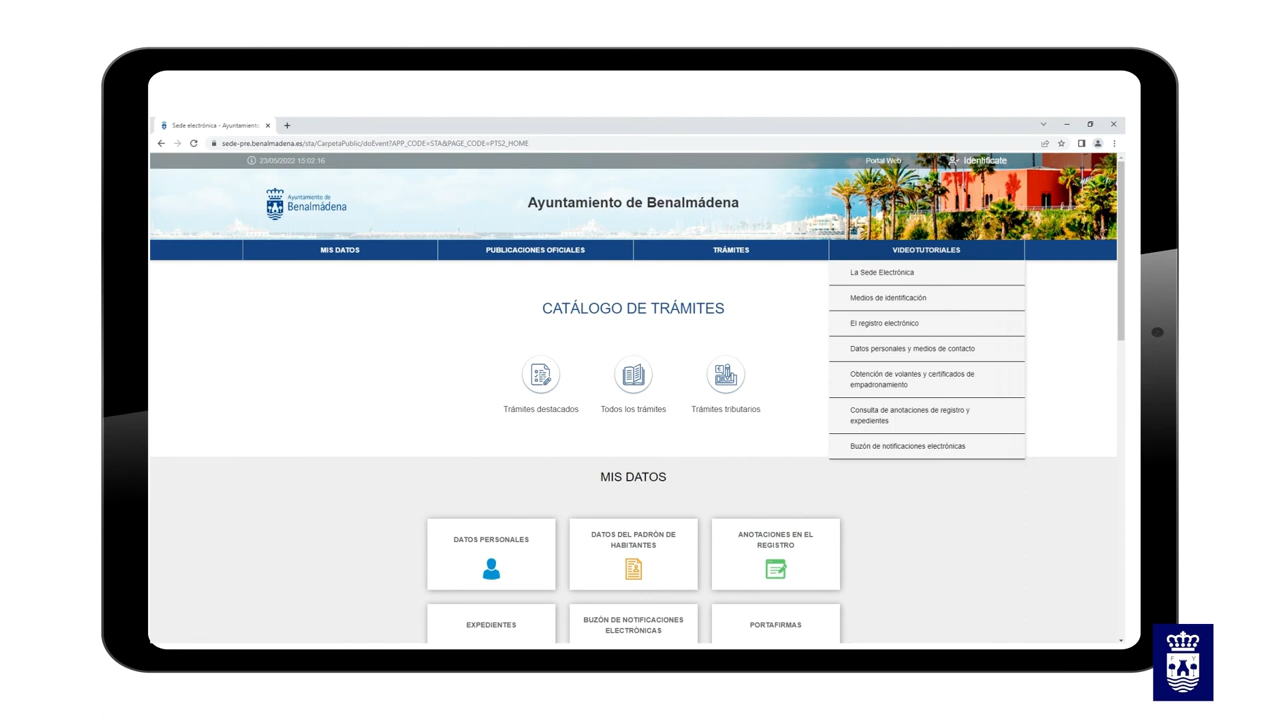 Sede electrónica - Ayuntamiento
sede-pre.benalmadena.es/sta/CarpetaPublic/doEvent?APP_CODE=STA&PAGE_CODE=PTS2_HOME
23/05/2022 15:02:16
Portal Web
Identifícate
Ayuntamiento de
Benalmádena
Ayuntamiento de Benalmádena
MIS DATOS
PUBLICACIONES OFICIALES
TRÁMITES
VIDEOTUTORIALES
La Sede Electrónica
Medios de identificación
El registro electrónico
Datos personales y medios de contacto
Obtención de volantes y certificados de
empadronamiento
Consulta de anotaciones de registro y
expedientes
Buzón de notificaciones electrónicas
CATÁLOGO DE TRÁMITES
Trámites destacados
Todos los trámites
Trámites tributarios
MIS DATOS
DATOS PERSONALES
DATOS DEL PADRÓN DE
HABITANTES
ANOTACIONES EN EL
REGISTRO
EXPEDIENTES
BUZÓN DE NOTIFICACIONES
ELECTRÓNICAS
PORTAFIRMAS
F Y